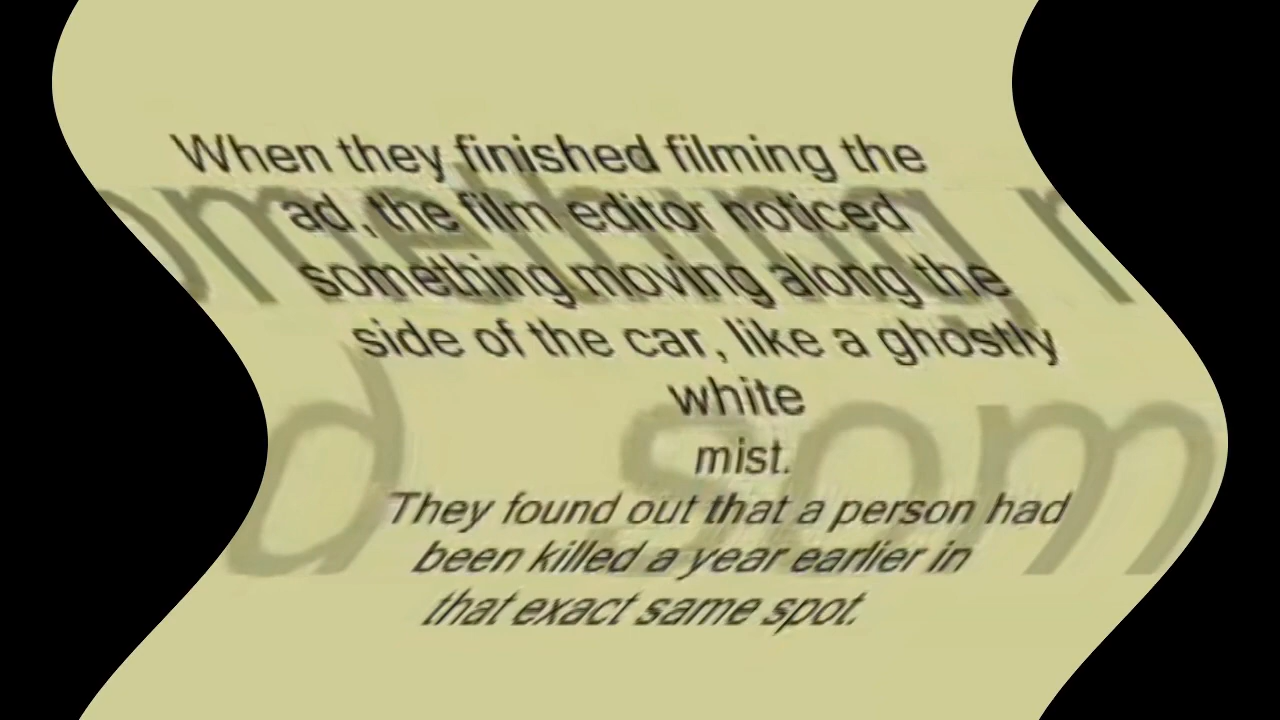 When they finished filming the
ad, the film editor noticed
something moving along the
side of the car, like a ghostly
white
mist.
They found out that a person had
been killed a year earlier in
that exact same spot.